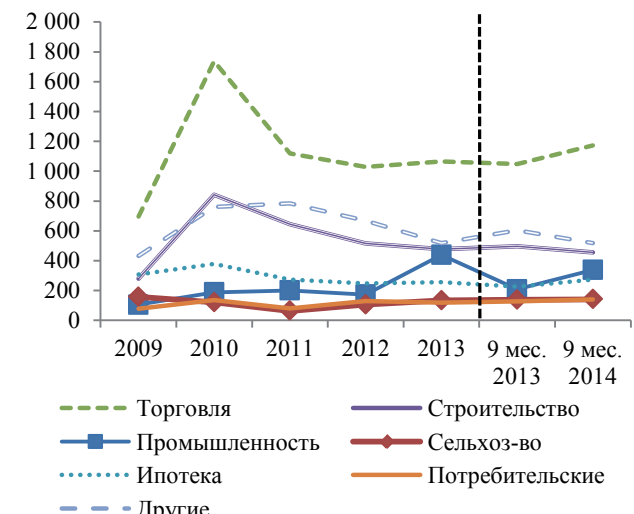 2 000
1 800
1 600
1 400
1 200
1 000
800
600
400
200
0
2009 2010 2011 2012 2013 9 мес. 9 мес.
2013 2014
Торговля Строительство
Промышленность Сельхоз-во
Ипотека Потребительские
Другие